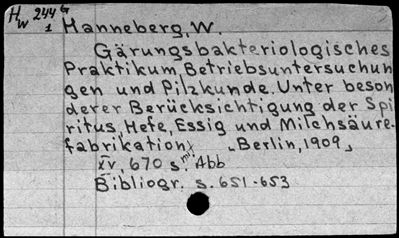 Hw 244 G
1
Hanneberg, W.
Gärungsbakteriologisches
Praktikum, Betriebsuntersuchun
gen und Pilzkunde. Unter beson
derer Berücksichtigung der Spi
ritus, Hefe, Essig und Milchsäure-
fabrikation, Berlin, 1909
XV, 670 s. mit Abb
Bibliogr. s. 651-653